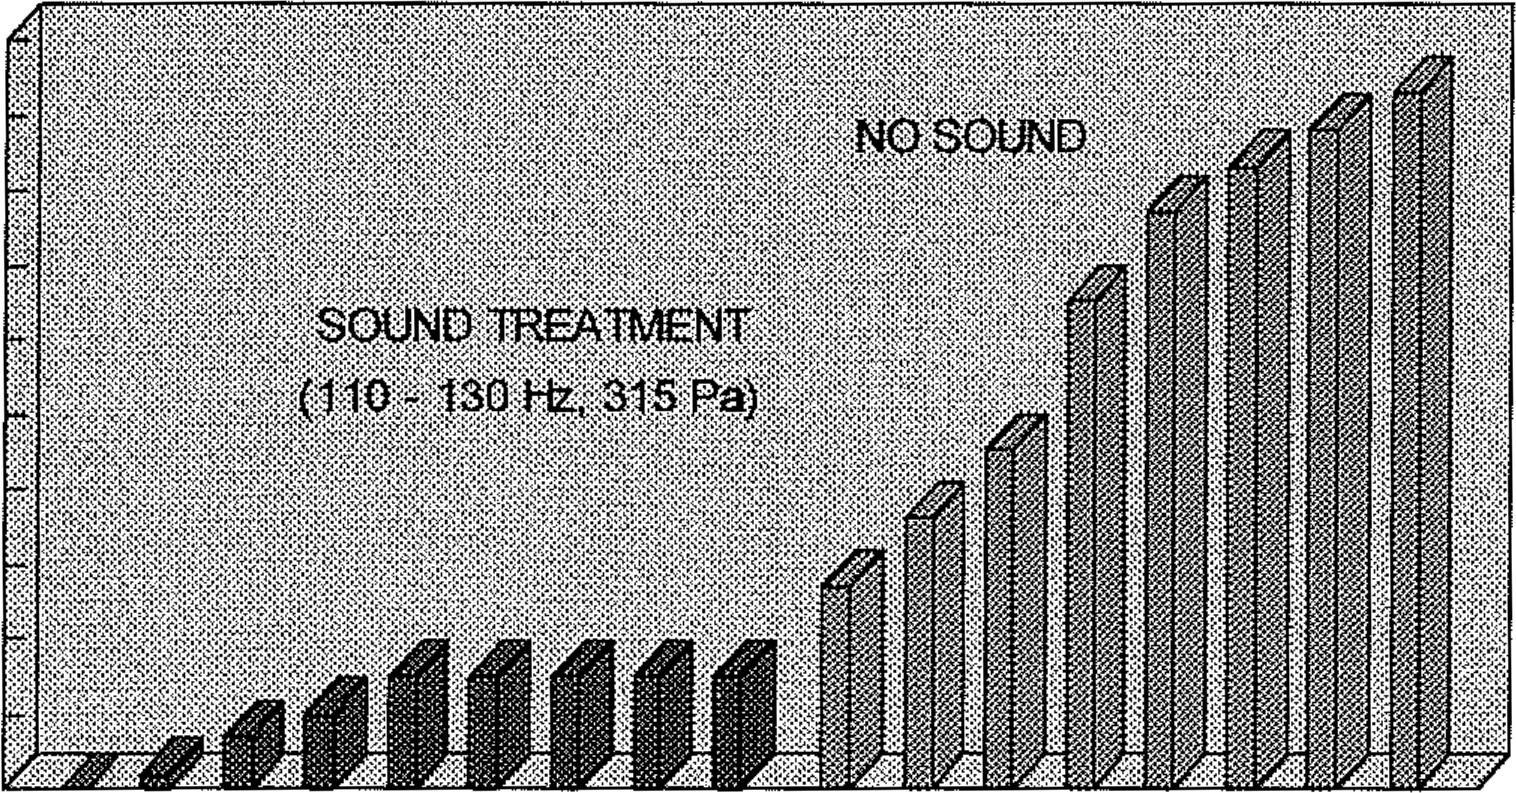 NO SOUND
SOUND TREATMENT
(110 - 130 Hz, 315 Pa)